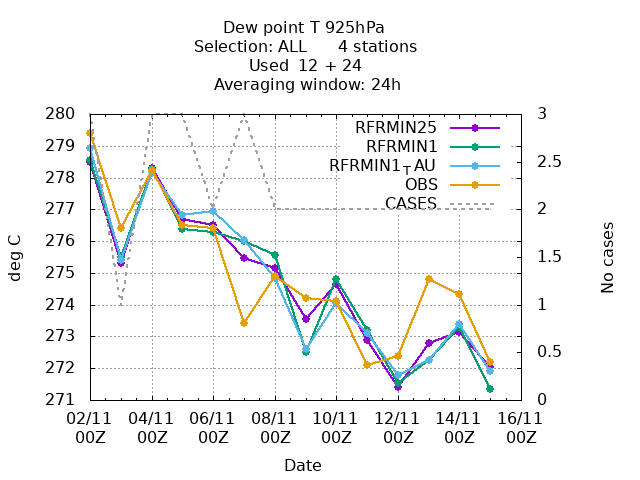 Dew point T 925hPa
Selection: ALL 4 stations
Used 12 + 24
Averaging window: 24h
280
279
278
277
276
275
274
273
272
271
3
2.5
2
1.5
1
0.5
0
RFRMIN25
RFRMIN1
RFRMIN1TAU
OBS
CASES
deg C
No cases
02/11 04/11 06/11 08/11 10/11 12/11 14/11 16/11
00Z 00Z 00Z 00Z 00Z 00Z 00Z 00Z
Date